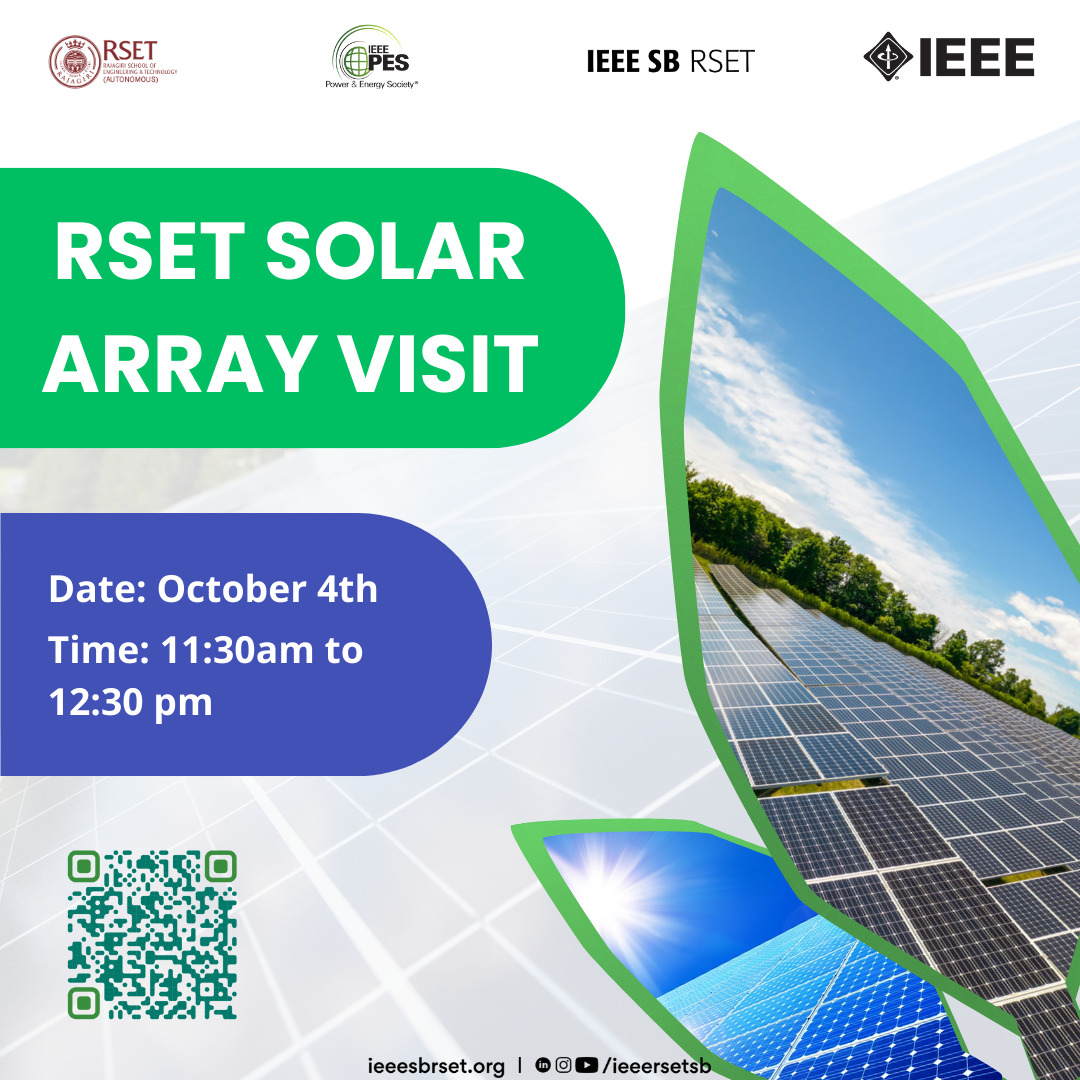 RSET
RAJAGIRI SCHOOL OF
ENGINEERING & TECHNOLOGY
(AUTONOMOUS)
RAJAGIRI
IEEE
PES
Power & Energy Society®
IEEE SB RSET
IEEE
RSET SOLAR
ARRAY VISIT
Date: October 4th
Time: 11:30am to
12:30 pm
ieeesbrset.org | /ieeersetsb